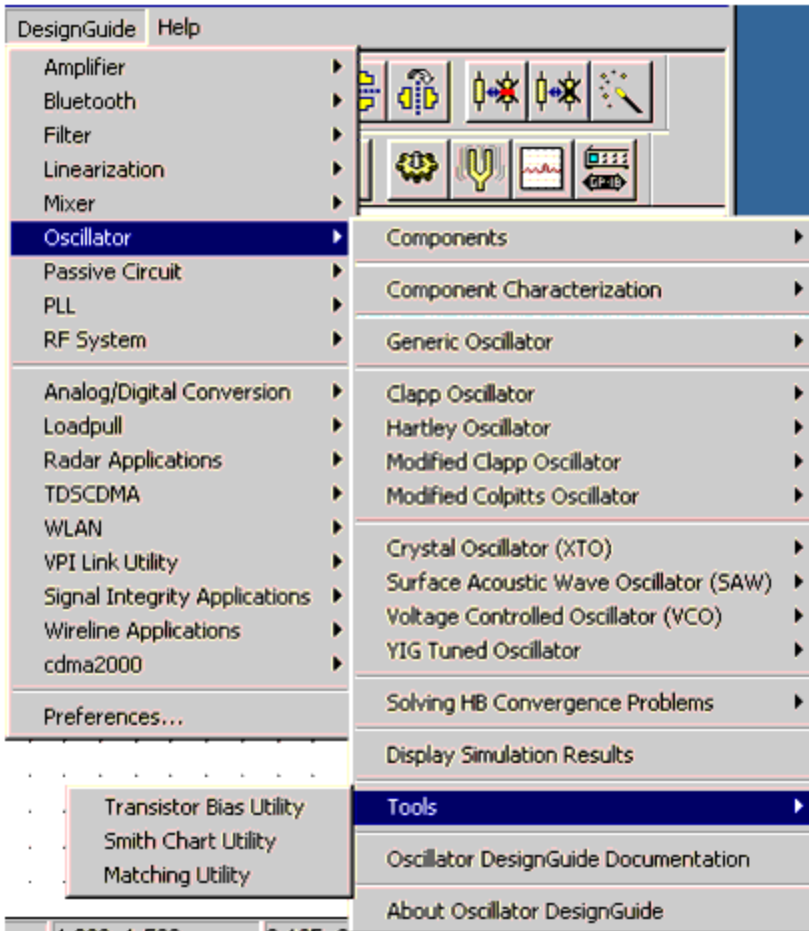 DesignGuide Help
Amplifier
Bluetooth
Filter
Linearization
Mixer
Oscillator
Passive Circuit
PLL
RF System
Analog/Digital Conversion
Loadpull
Radar Applications
TDSCDMA
WLAN
VPI Link Utility
Signal Integrity Applications
Wireline Applications
cdma2000
Preferences...
GP-IB
Components
Component Characterization
Generic Oscillator
Clapp Oscillator
Hartley Oscillator
Modified Clapp Oscillator
Modified Colpitts Oscillator
Crystal Oscillator (XTO)
Surface Acoustic Wave Oscillator (SAW)
Voltage Controlled Oscillator (VCO)
YIG Tuned Oscillator
Solving HB Convergence Problems
Display Simulation Results
Tools
Oscillator DesignGuide Documentation
About Oscillator DesignGuide
Transistor Bias Utility
Smith Chart Utility
Matching Utility